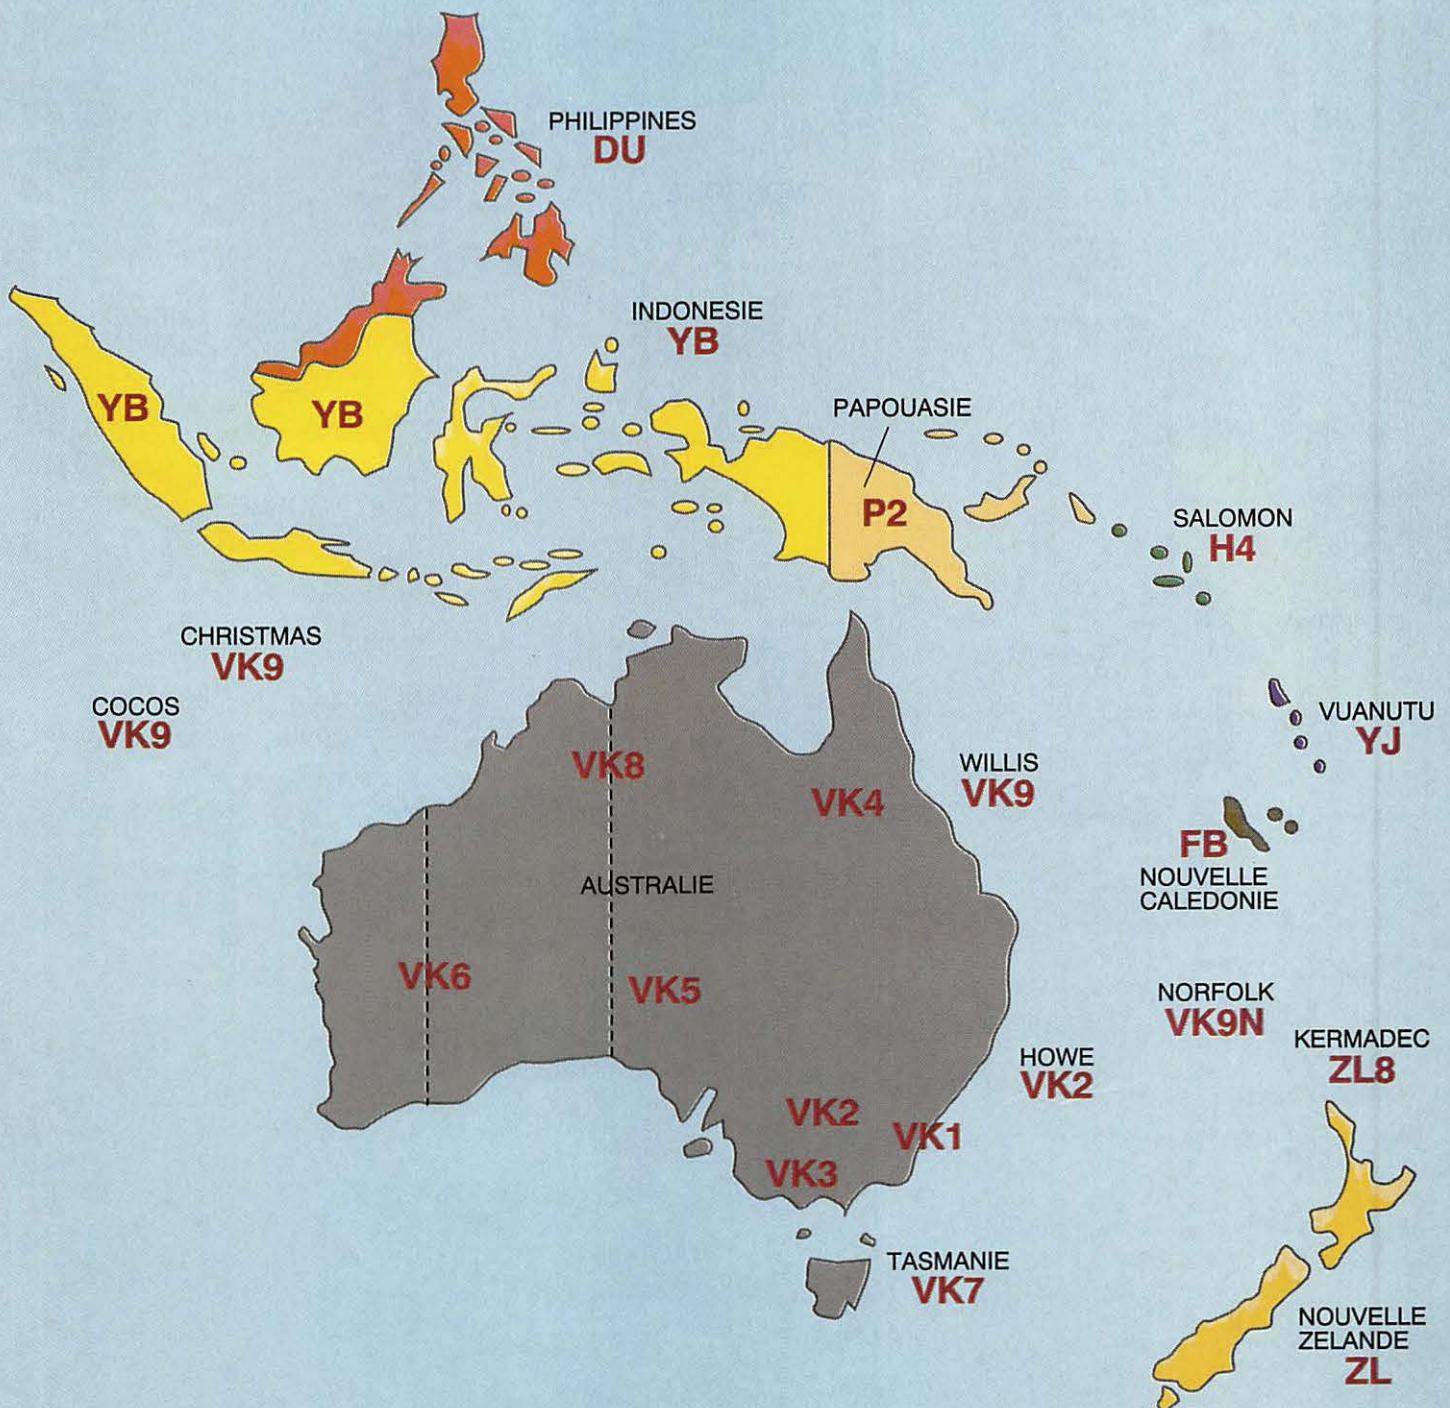 PHILIPPINES
DU
INDONESIE
YB
YB
YB
PAPOUASIE
P2
SALOMON
H4
CHRISTMAS
VK9
COCOS
VK9
VUANUTU
YJ
VK8
WILLIS
VK9
VK4
FB
NOUVELLE
CALEDONIE
AUSTRALIE
VK6
VK5
NORFOLK
VK9N
KERMADEC
ZL8
HOWE
VK2
VK2
VK1
VK3
TASMANIE
VK7
NOUVELLE
ZELANDE
ZL